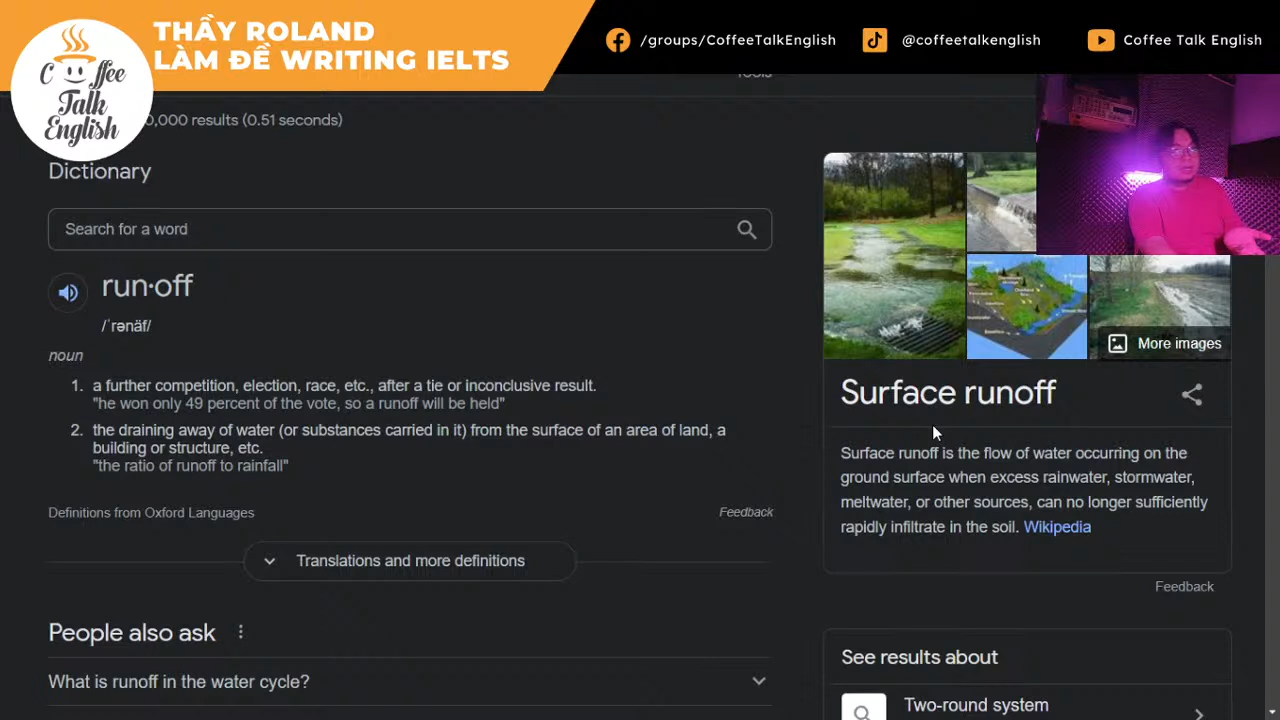 THẦY ROLAND
LÀM ĐỀ WRITING IELTS
/groups/CoffeeTalkEnglish
@coffeetalkenglish
Coffee Talk English
Coffee
Talk
English
Tools
0,000 results (0.51 seconds)
Dictionary
Search for a word
run·off
/ˈrənäf/
noun
1. a further competition, election, race, etc., after a tie or inconclusive result.
"he won only 49 percent of the vote, so a runoff will be held"
2. the draining away of water (or substances carried in it) from the surface of an area of land, a
building or structure, etc.
"the ratio of runoff to rainfall"
Definitions from Oxford Languages
Feedback
Translations and more definitions
People also ask
What is runoff in the water cycle?
More images
Surface runoff
Surface runoff is the flow of water occurring on the
ground surface when excess rainwater, stormwater,
meltwater, or other sources, can no longer sufficiently
rapidly infiltrate in the soil. Wikipedia
Feedback
See results about
Two-round system